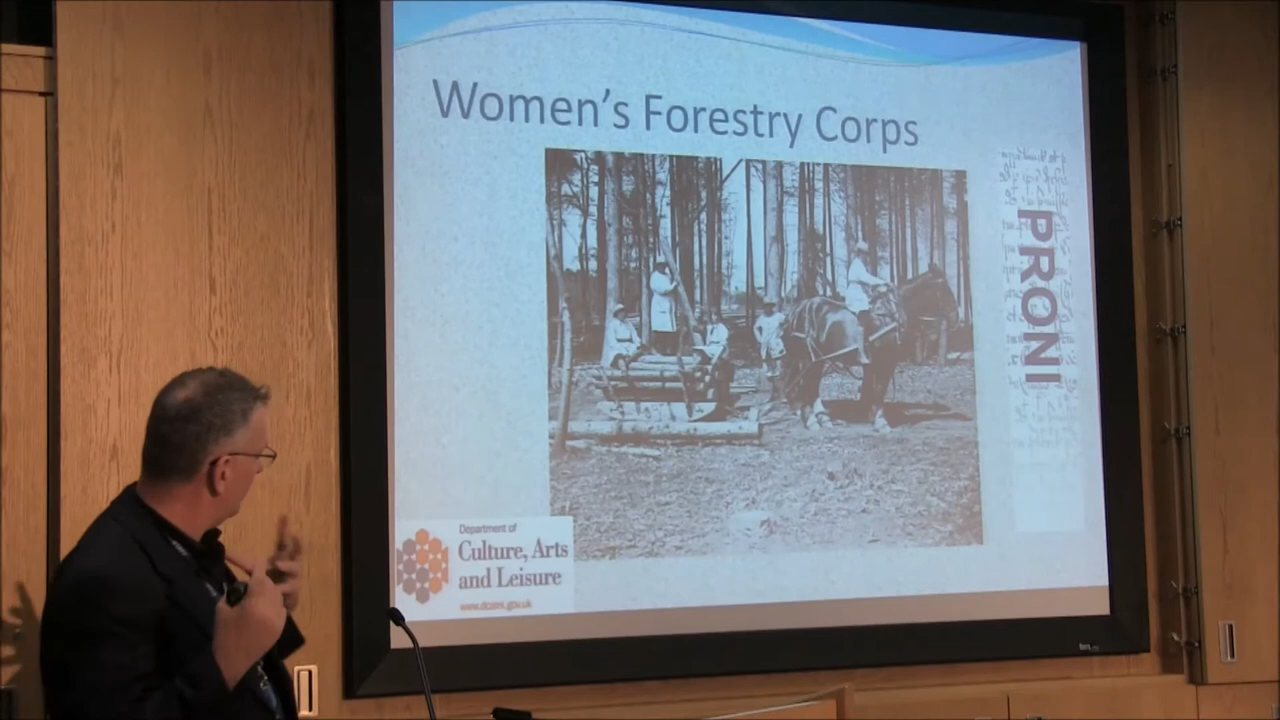 Women's Forestry Corps
PRONI
Department of
Culture, Arts
and Leisure
www.dcalni.gov.uk